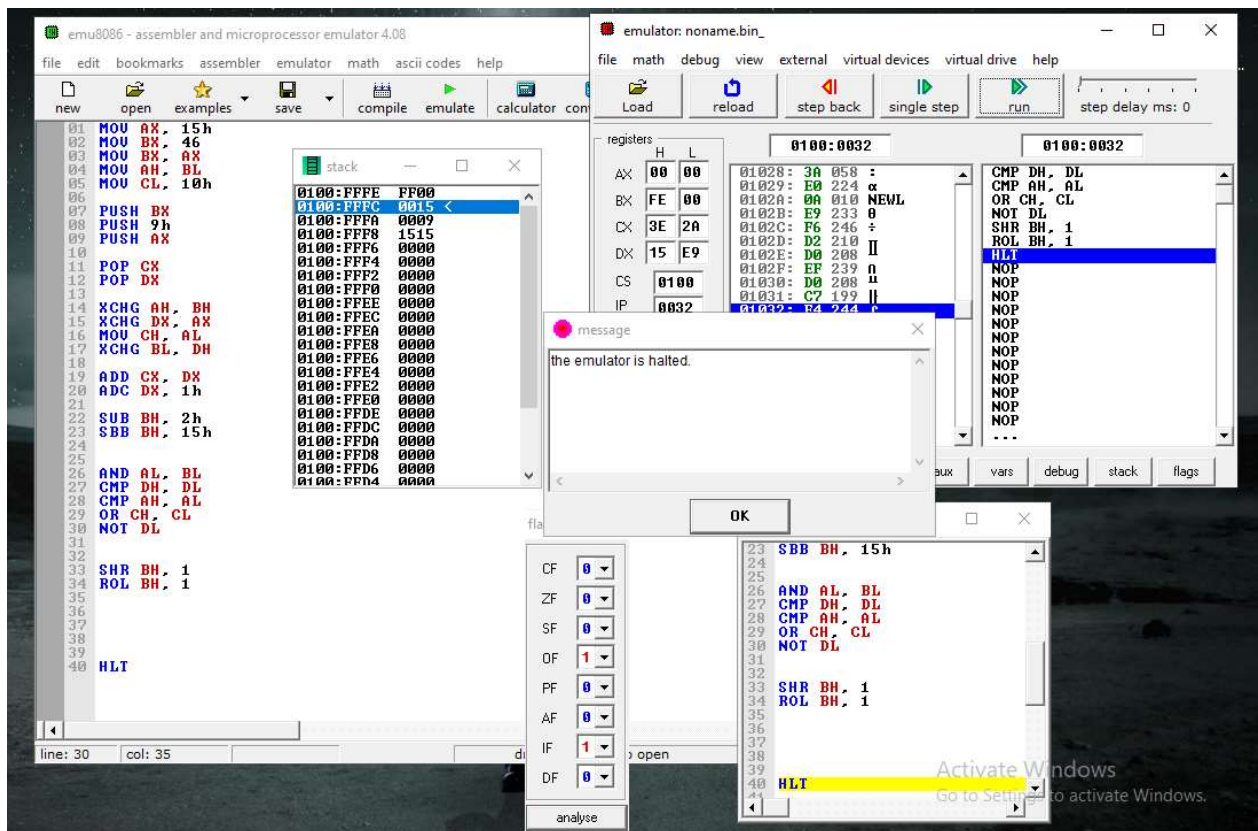 emu8086 - assembler and microprocessor emulator 4.08
file edit bookmarks assembler emulator math ascii codes help
new open examples save compile emulate calculator
01 MOV AX, 15h
02 MOV BX, 46
03 MOV BX, AX
04 MOV AH, BL
05 MOV CL, 10h
06
07 PUSH BX
08 PUSH 9h
09 PUSH AX
10
11 POP CX
12 POP DX
13
14 XCHG AH, BH
15 XCHG DX, AX
16 MOV CH, AL
17 XCHG BL, DH
18
19 ADD CX, DX
20 ADC DX, 1h
21
22 SUB BH, 2h
23 SBB BH, 15h
24
25
26 AND AL, BL
27 CMP DH, DL
28 CMP AH, AL
29 OR CH, CL
30 NOT DL
31
32
33 SHR BH, 1
34 ROL BH, 1
35
36
37
38
39
40 HLT
line: 30 col: 35
open
stack
0100:FFFE FF00
0100:FFFC 0015 <
0100:FFFA 0009
0100:FFF8 1515
0100:FFF6 0000
0100:FFF4 0000
0100:FFF2 0000
0100:FFF0 0000
0100:FFEE 0000
0100:FFEC 0000
0100:FFEA 0000
0100:FFE8 0000
0100:FFE6 0000
0100:FFE4 0000
0100:FFE2 0000
0100:FFE0 0000
0100:FFDE 0000
0100:FFDC 0000
0100:FFDA 0000
0100:FFD8 0000
0100:FFD6 0000
0100:FFD4 0000
emulator: noname.bin_
file math debug view external virtual devices virtual drive help
Load reload step back single step run step delay ms: 0
registers
H L
AX 00 00
BX FE 00
CX 3E 2A
DX 15 E9
CS 0100
IP 0032
0100:0032
0100:0032
01028: 3A 058 :
01029: E0 224 α
0102A: 0A 010 NEWL
0102B: E9 233 θ
0102C: F6 246 ÷
0102D: D2 210 ╥
0102E: D0 208 ╨
0102F: EF 239 ∩
01030: D0 208 ╨
01031: C7 199 ╟
01032: F4 244 ⌠
CMP DH, DL
CMP AH, AL
OR CH, CL
NOT DL
SHR BH, 1
ROL BH, 1
HLT
NOP
NOP
NOP
NOP
NOP
NOP
NOP
NOP
NOP
NOP
NOP
NOP
...
aux vars debug stack flags
message
the emulator is halted.
OK
CF 0
ZF 0
SF 0
OF 1
PF 0
AF 0
IF 1
DF 0
analyse
23 SBB BH, 15h
24
25
26 AND AL, BL
27 CMP DH, DL
28 CMP AH, AL
29 OR CH, CL
30 NOT DL
31
32
33 SHR BH, 1
34 ROL BH, 1
35
36
37
38
39
40 HLT
41
Activate Windows
Go to Settings to activate Windows.